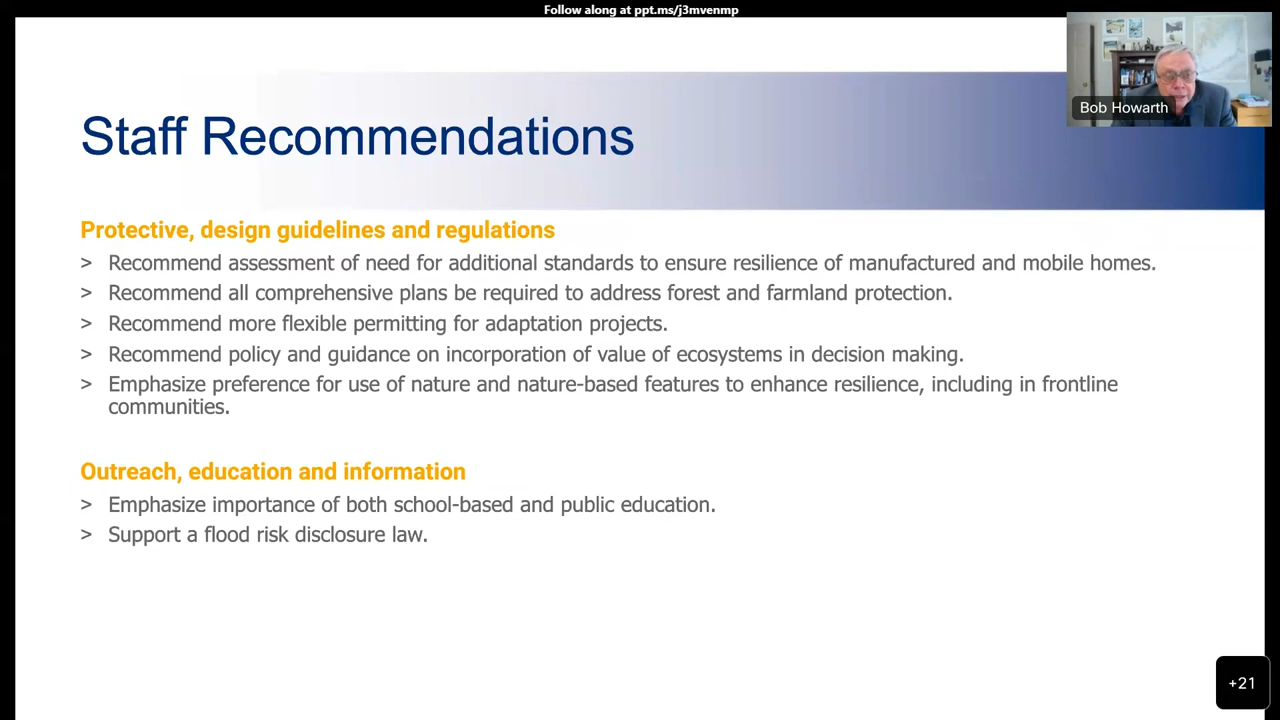 Follow along at ppt.ms/j3mvenmp
Bob Howarth
Staff Recommendations
Protective, design guidelines and regulations
> Recommend assessment of need for additional standards to ensure resilience of manufactured and mobile homes.
> Recommend all comprehensive plans be required to address forest and farmland protection.
> Recommend more flexible permitting for adaptation projects.
> Recommend policy and guidance on incorporation of value of ecosystems in decision making.
> Emphasize preference for use of nature and nature-based features to enhance resilience, including in frontline
communities.
Outreach, education and information
> Emphasize importance of both school-based and public education.
> Support a flood risk disclosure law.
+21